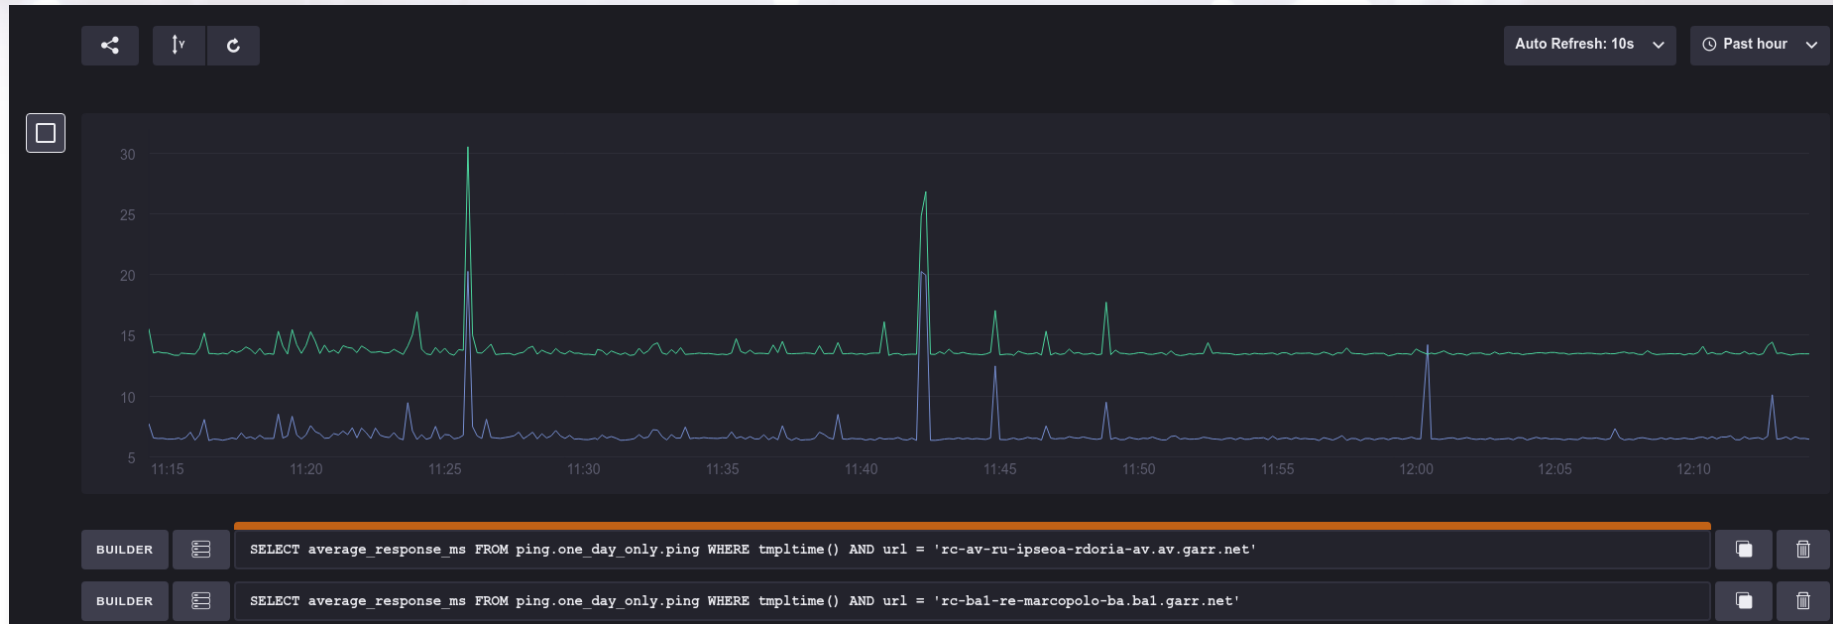 Y
Auto Refresh: 10s
Past hour
30
25
20
15
10
5
11:15 11:20 11:25 11:30 11:35 11:40 11:45 11:50 11:55 12:00 12:05 12:10
BUILDER SELECT average_response_ms FROM ping.one_day_only.ping WHERE tmpltime() AND url = 'rc-av-ru-ipseoa-rdoria-av.av.garr.net'
BUILDER SELECT average_response_ms FROM ping.one_day_only.ping WHERE tmpltime() AND url = 'rc-ba1-re-marcopolo-ba.ba1.garr.net'